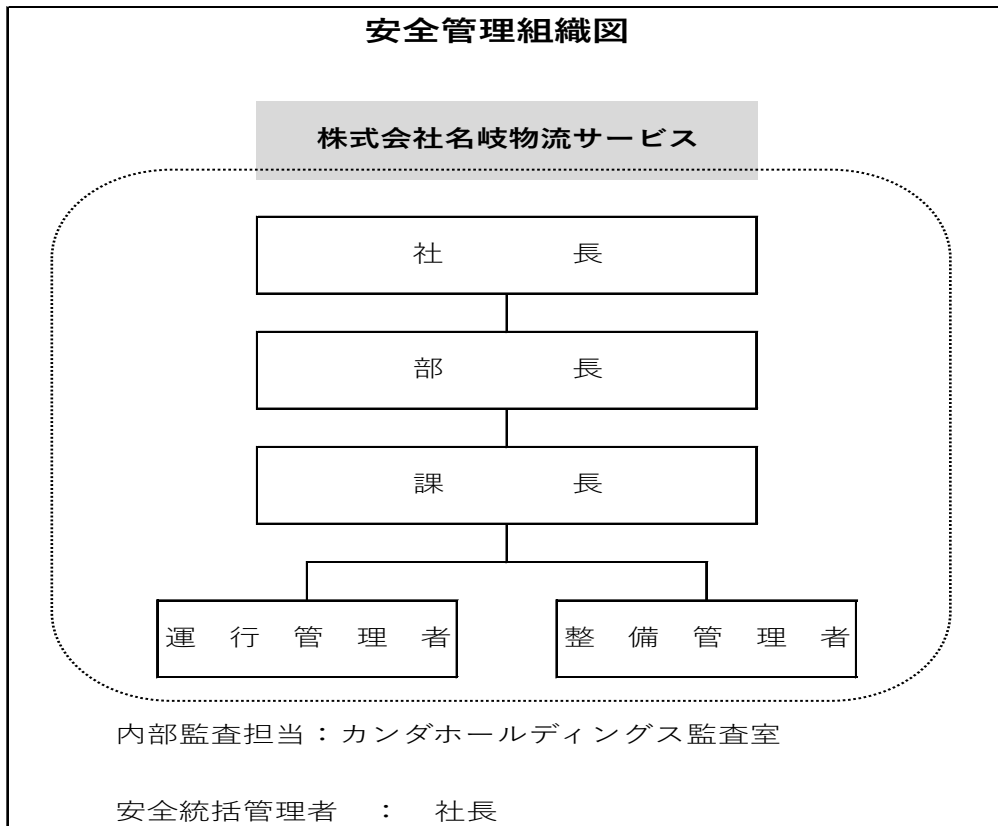 安全管理組織図
株式会社名岐物流サービス
社　　　長
部　　　長
課　　　長
運行管理者
整備管理者
内部監査担当：カンダホールディングス監査室
安全統括管理者　：　社長